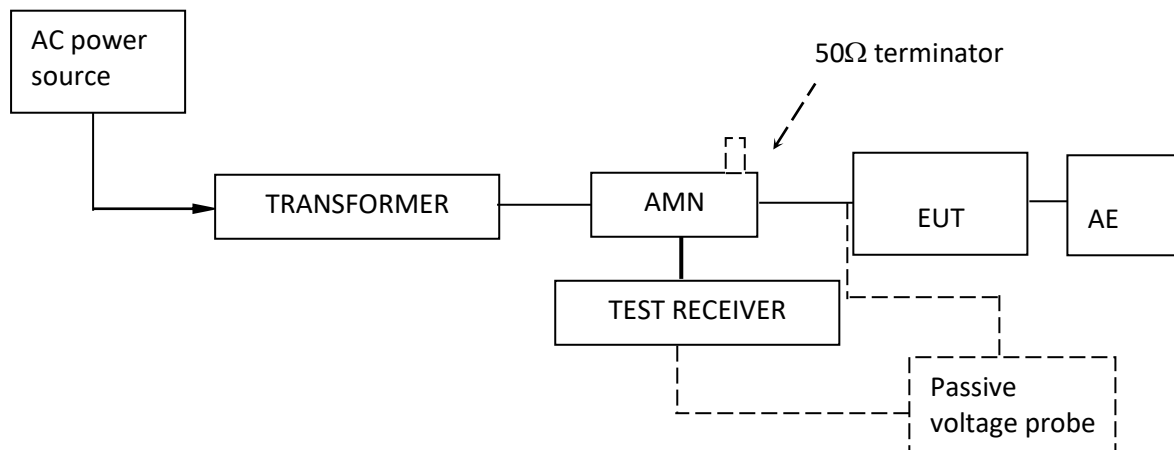 AC power
source
50Ω terminator
TRANSFORMER
AMN
EUT
AE
TEST RECEIVER
Passive
voltage probe